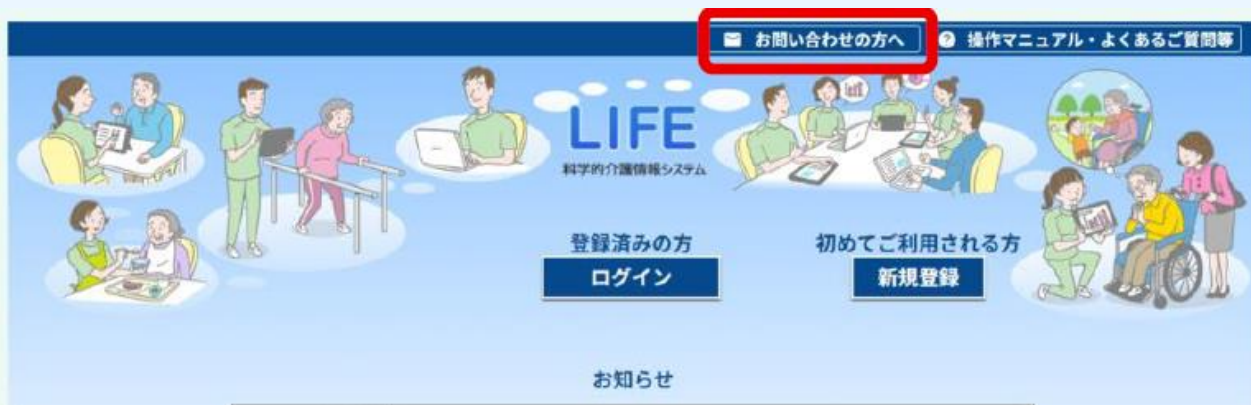 お問い合わせの方へ
操作マニュアル・よくあるご質問等
LIFE
科学的介護情報システム
登録済みの方
初めてご利用される方
ログイン
新規登録
お知らせ